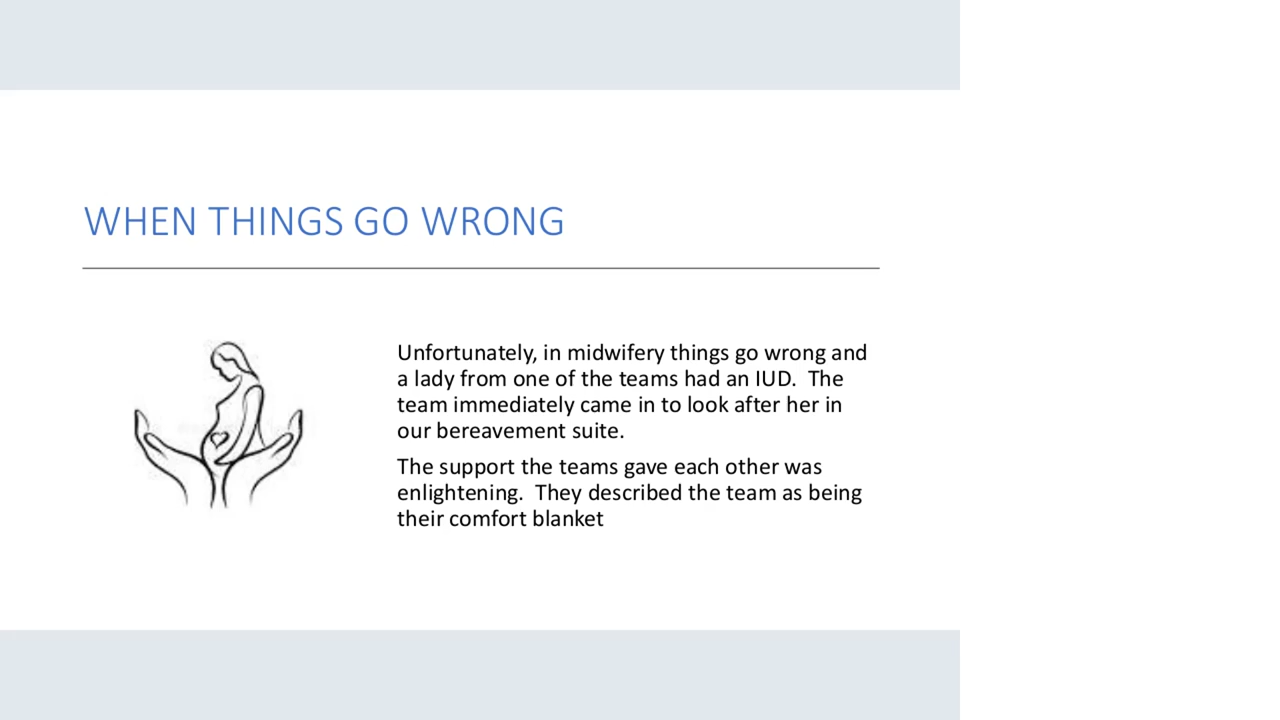 WHEN THINGS GO WRONG
Unfortunately, in midwifery things go wrong and
a lady from one of the teams had an IUD.  The
team immediately came in to look after her in
our bereavement suite.
The support the teams gave each other was
enlightening.  They described the team as being
their comfort blanket